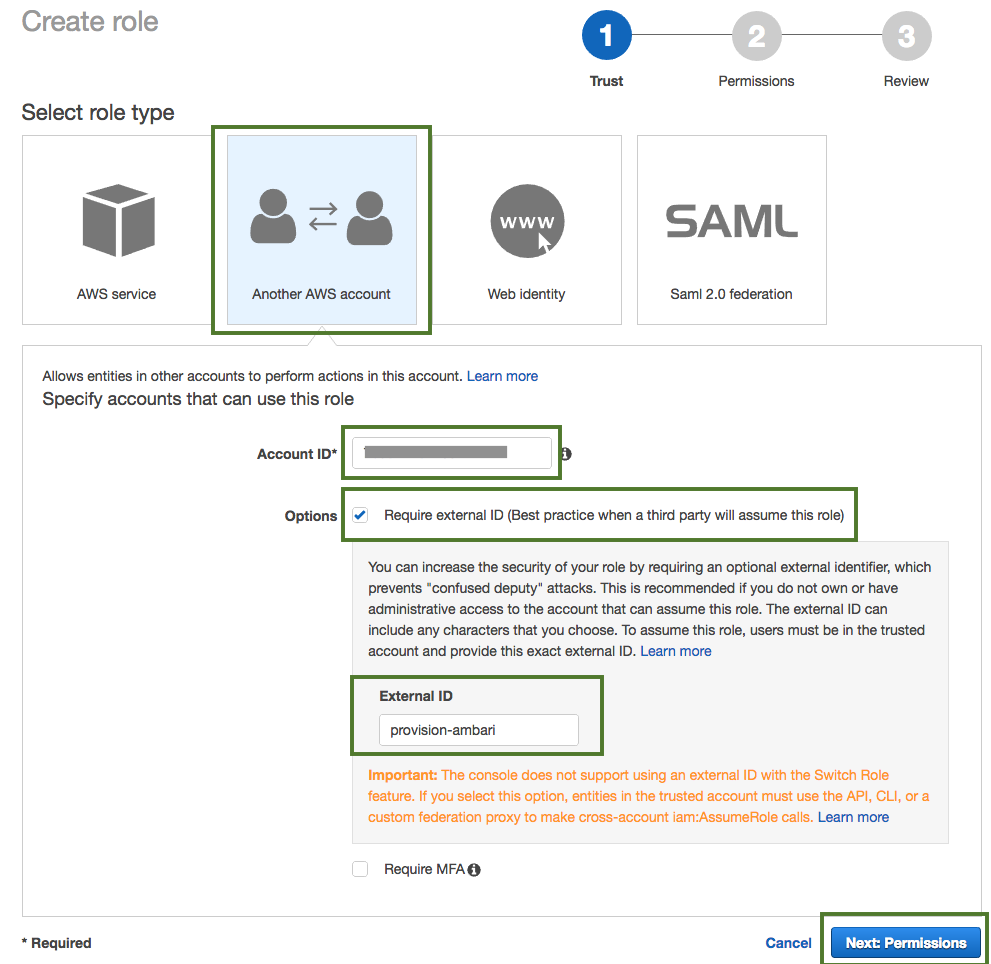 Create role
1
2
3
Trust
Permissions
Review
Select role type
AWS service
Another AWS account
www
Web identity
SAML
Saml 2.0 federation
Allows entities in other accounts to perform actions in this account. Learn more
Specify accounts that can use this role
Account ID*
Options
Require external ID (Best practice when a third party will assume this role)
You can increase the security of your role by requiring an optional external identifier, which
prevents "confused deputy" attacks. This is recommended if you do not own or have
administrative access to the account that can assume this role. The external ID can
include any characters that you choose. To assume this role, users must be in the trusted
account and provide this exact external ID. Learn more
External ID
provision-ambari
Important: The console does not support using an external ID with the Switch Role
feature. If you select this option, entities in the trusted account must use the API, CLI, or a
custom federation proxy to make cross-account iam:AssumeRole calls. Learn more
Require MFA
* Required
Cancel
Next: Permissions